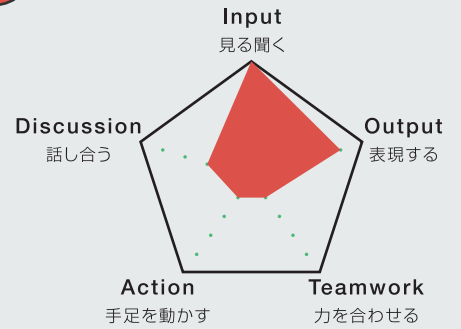 Input
見る聞く
Discussion
話し合う
Output
表現する
Action
手足を動かす
Teamwork
力を合わせる